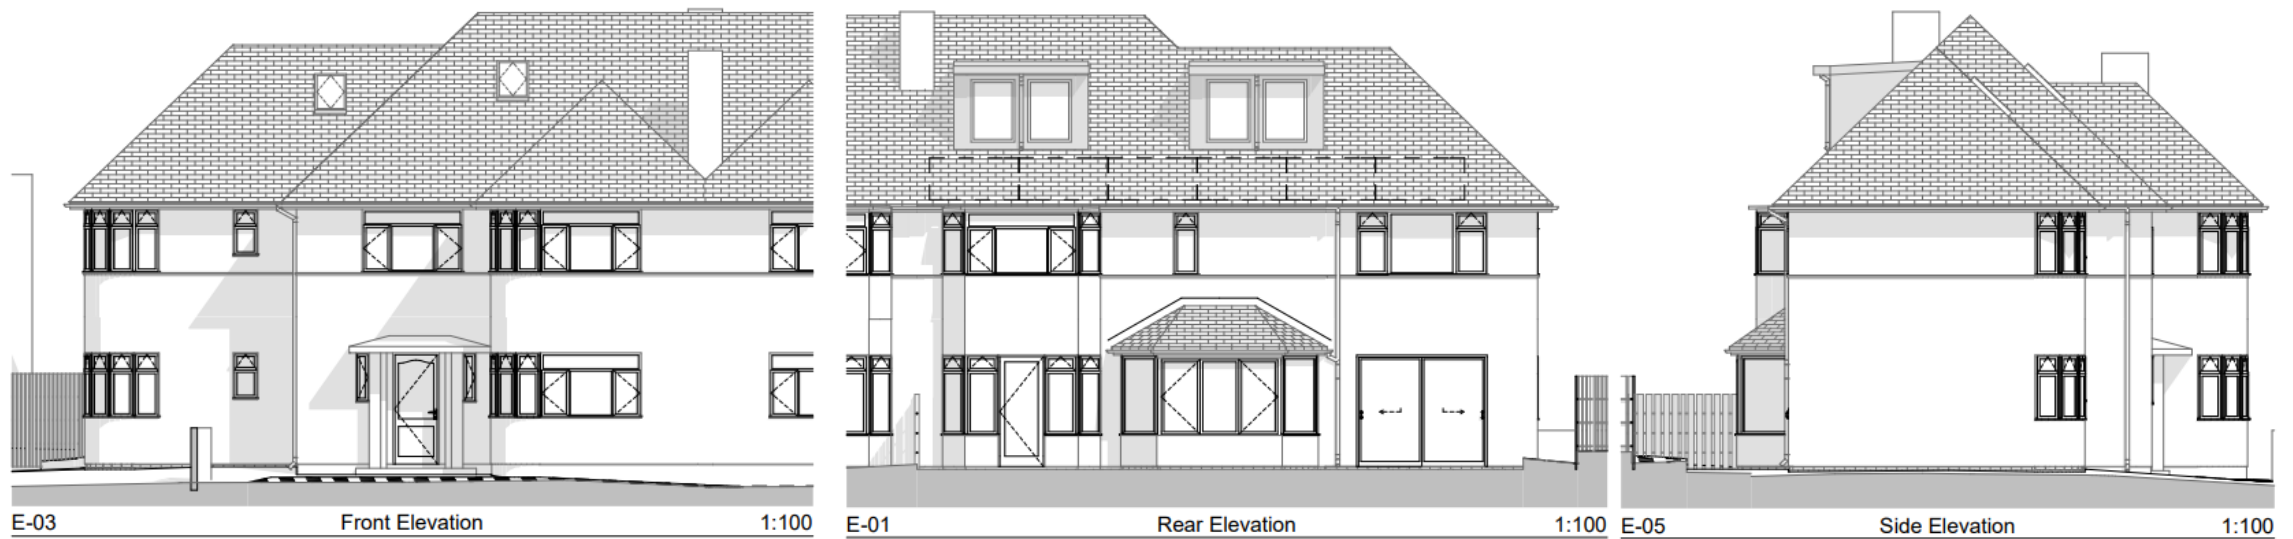 E-03 Front Elevation 1:100
E-01 Rear Elevation 1:100
E-05 Side Elevation 1:100